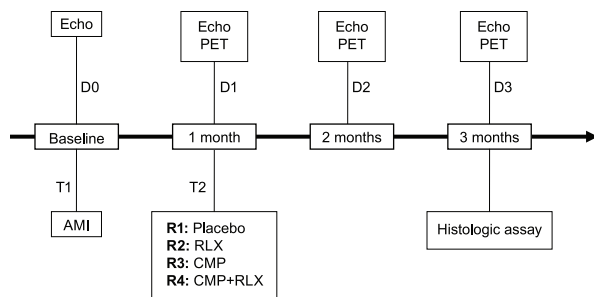 Echo
Echo
PET
Echo
PET
Echo
PET
D0
D1
D2
D3
Baseline
1 month
2 months
3 months
T1
T2
AMI
R1: Placebo
R2: RLX
R3: CMP
R4: CMP+RLX
Histologic assay